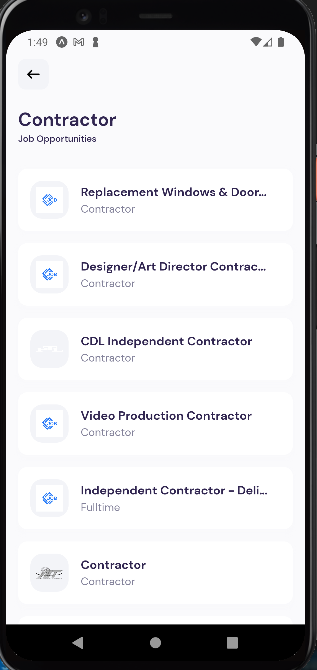 1:49
Contractor
Job Opportunities
Replacement Windows & Door...
Contractor
Designer/Art Director Contrac...
Contractor
CDL Independent Contractor
Contractor
Video Production Contractor
Contractor
Independent Contractor - Deli...
Fulltime
Contractor
Contractor